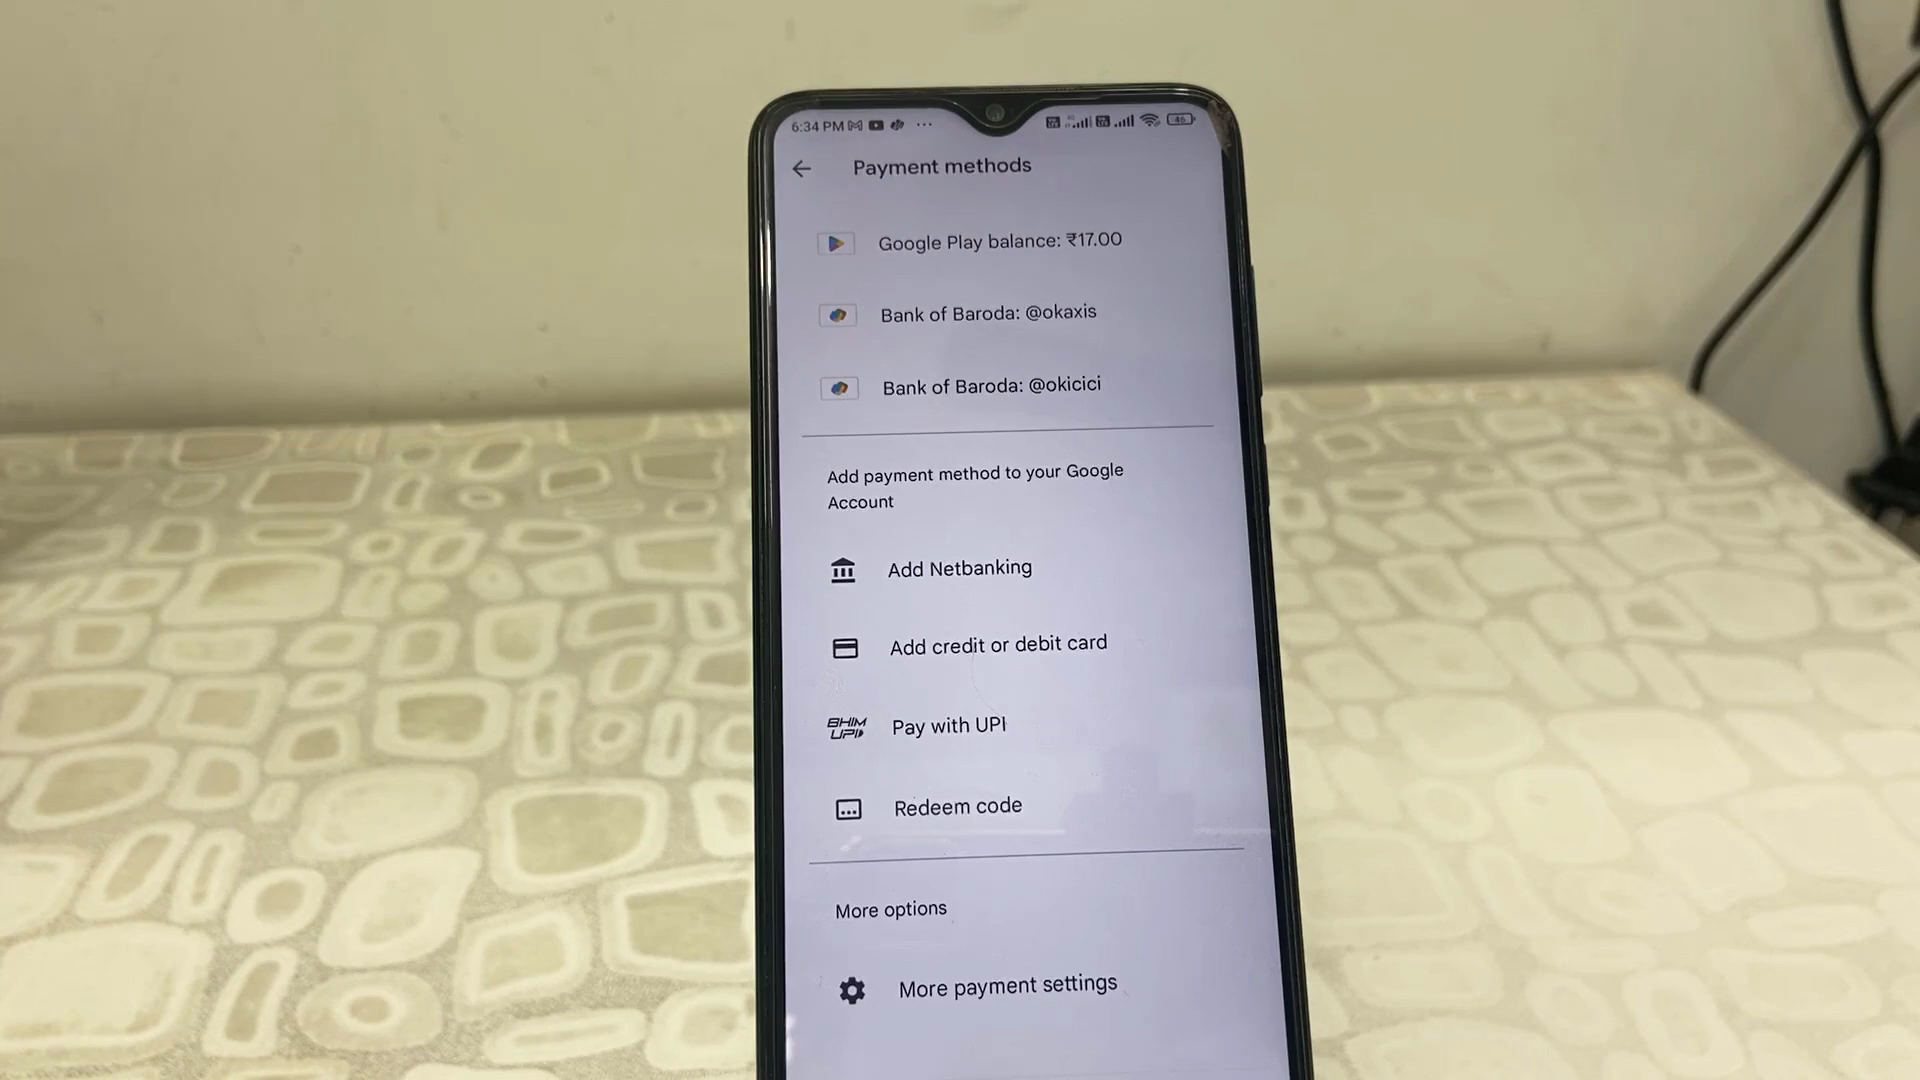 6:34 PM
46
Payment methods
Google Play balance: ₹17.00
Bank of Baroda: @okaxis
Bank of Baroda: @okicici
Add payment method to your Google
Account
Add Netbanking
Add credit or debit card
BHIM
UPI
Pay with UPI
Redeem code
More options
More payment settings